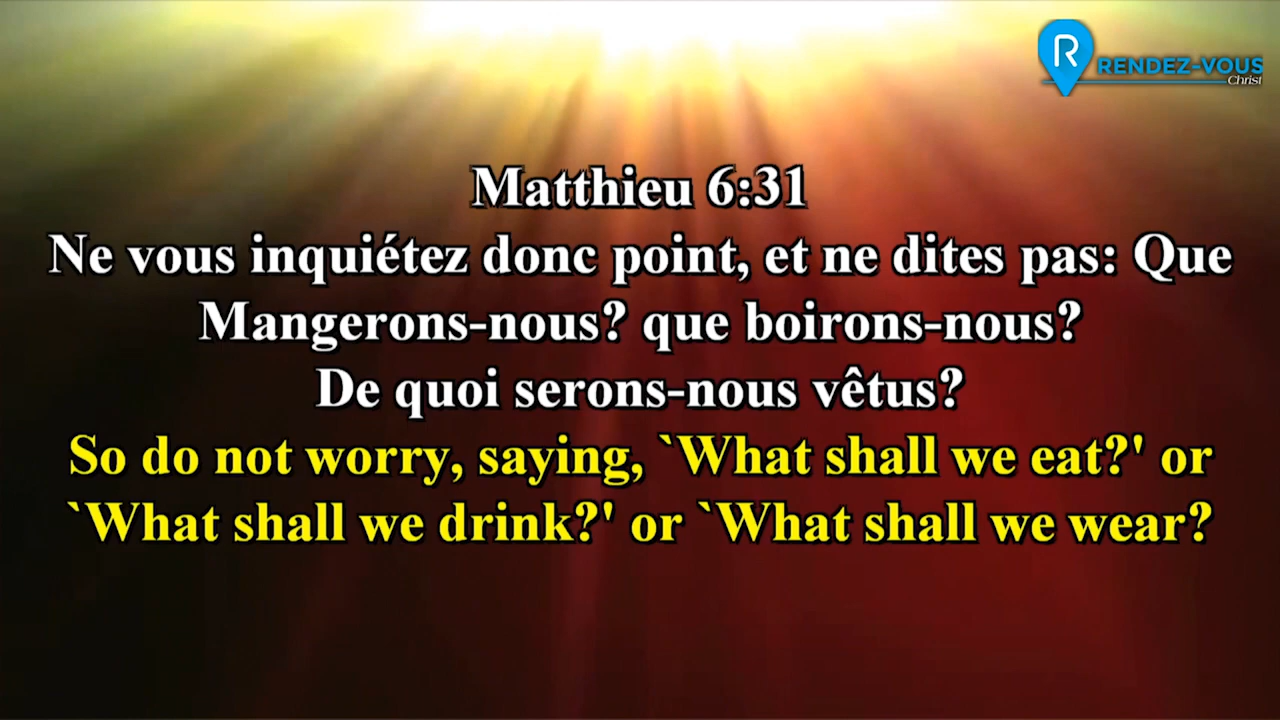 R
RENDEZ-VOUS
Christ
Matthieu 6:31
Ne vous inquiétez donc point, et ne dites pas: Que
Mangerons-nous? que boirons-nous?
De quoi serons-nous vêtus?
So do not worry, saying, `What shall we eat?' or
`What shall we drink?' or `What shall we wear?